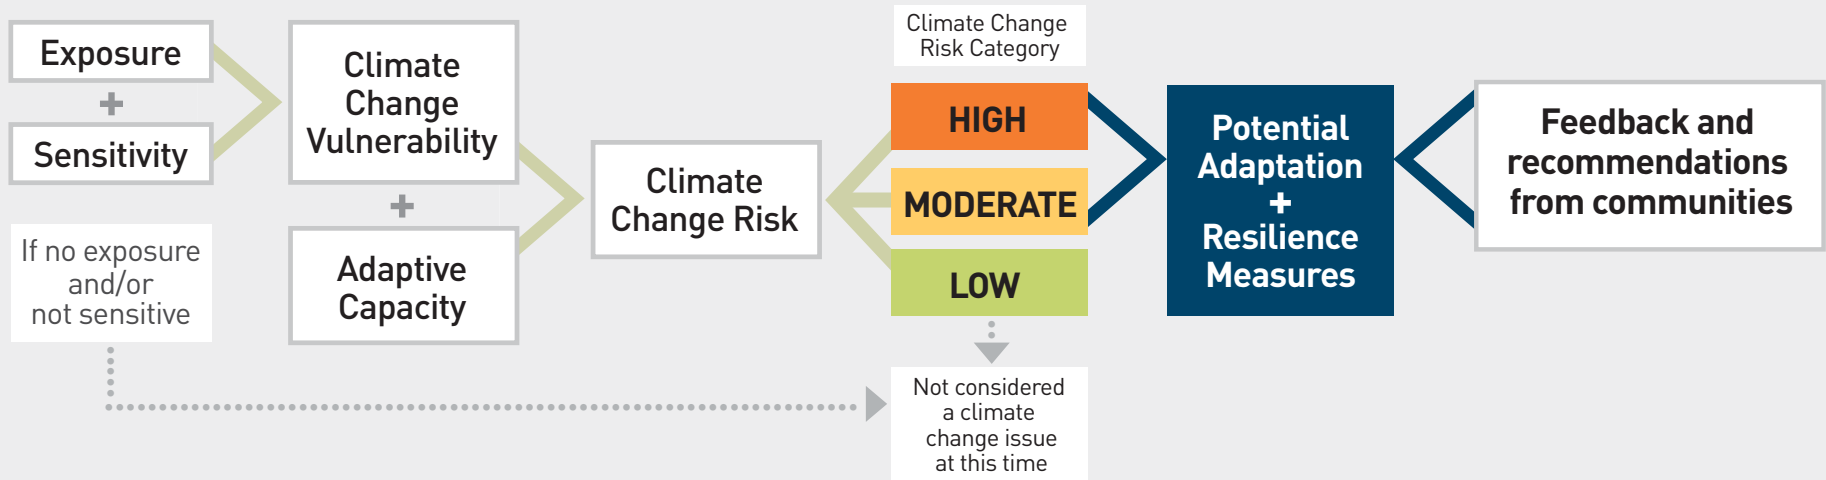 Exposure
+
Sensitivity
If no exposure
and/or
not sensitive
Climate
Change
Vulnerability
+
Adaptive
Capacity
Climate
Change Risk
Climate Change
Risk Category
HIGH
MODERATE
LOW
Not considered
a climate
change issue
at this time
Potential
Adaptation
+
Resilience
Measures
Feedback and
recommendations
from communities